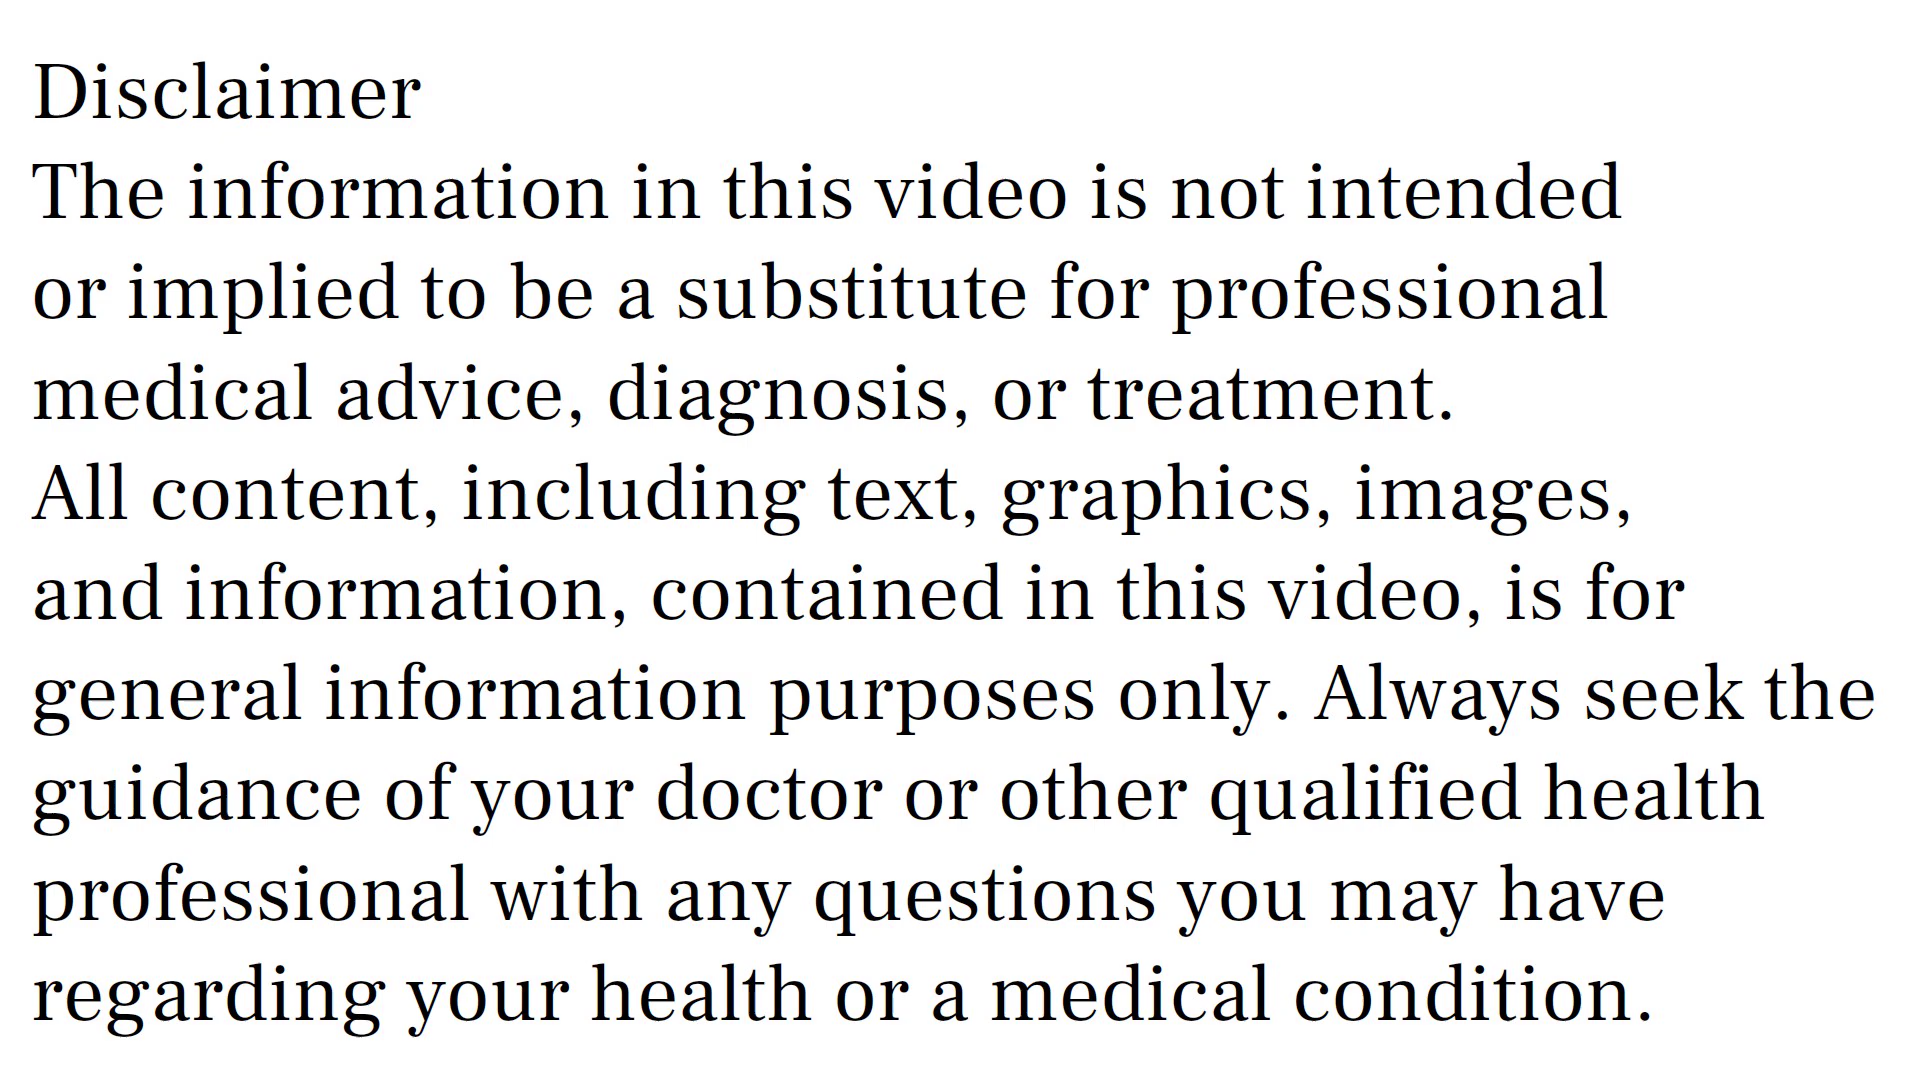 Disclaimer
The information in this video is not intended
or implied to be a substitute for professional
medical advice, diagnosis, or treatment.
All content, including text, graphics, images,
and information, contained in this video, is for
general information purposes only. Always seek the
guidance of your doctor or other qualified health
professional with any questions you may have
regarding your health or a medical condition.